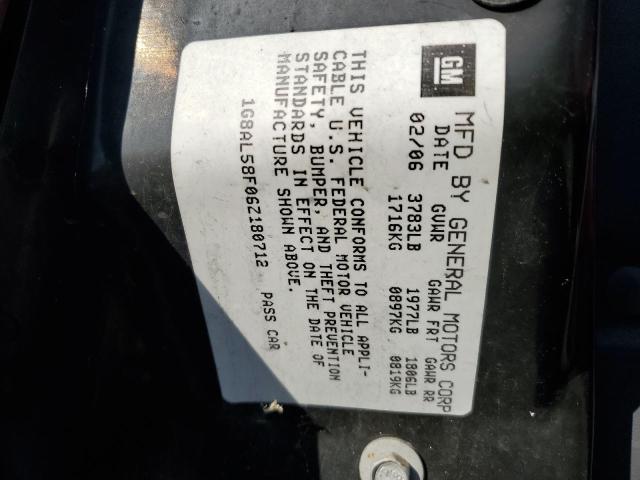 GM
MFD BY GENERAL MOTORS CORP
DATE GVWR GAWR FRT GAWR RR
02/06 3783LB 1977LB 1806LB
1716KG 0897KG 0819KG
THIS VEHICLE CONFORMS TO ALL APPLI-
CABLE U.S. FEDERAL MOTOR VEHICLE
SAFETY, BUMPER, AND THEFT PREVENTION
STANDARDS IN EFFECT ON THE DATE OF
MANUFACTURE SHOWN ABOVE.
1G8AL58F06Z180712 PASS CAR